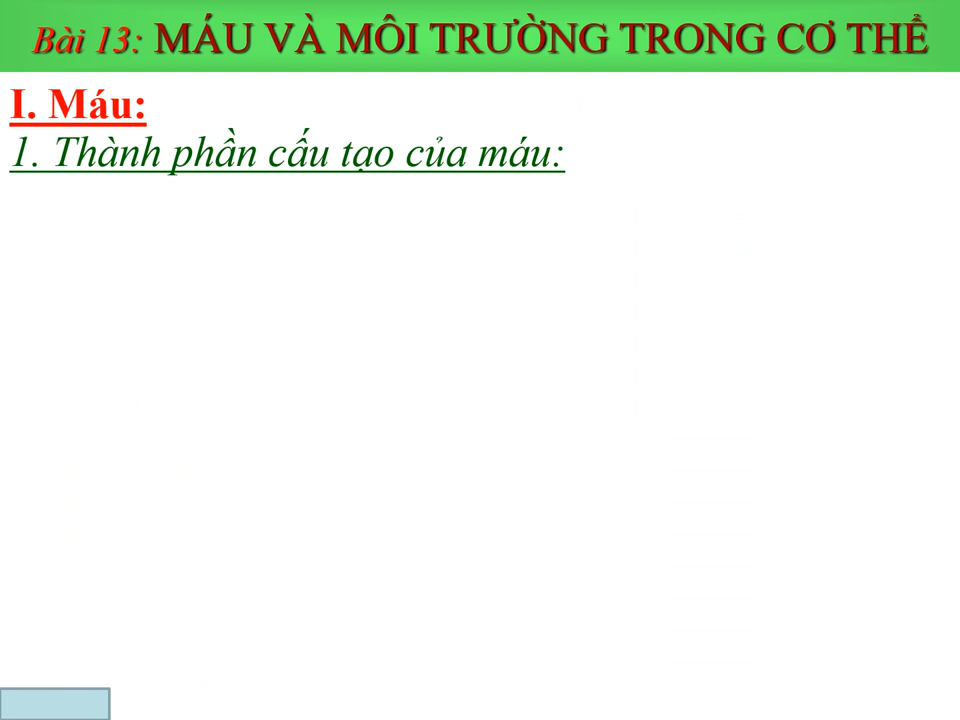 Bài 13: MÁU VÀ MÔI TRƯỜNG TRONG CƠ THỂ
I. Máu:
1. Thành phần cấu tạo của máu: